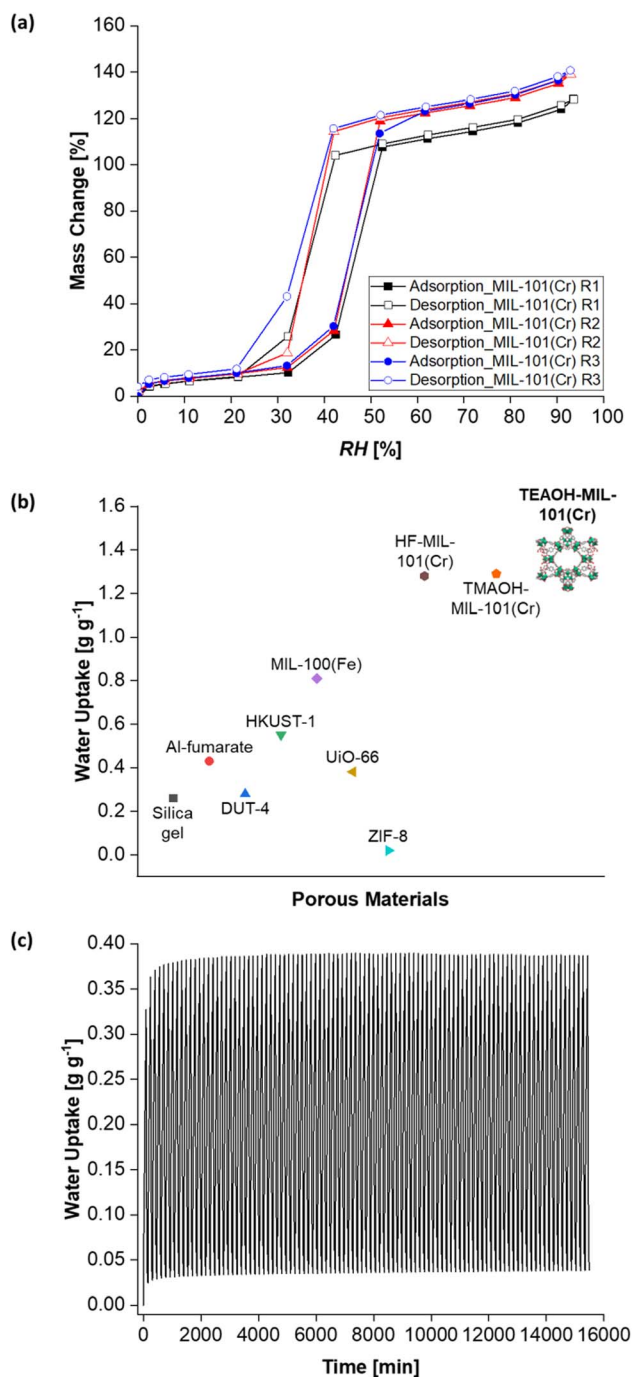 (a)
160
140
120
100
80
60
40
20
0
Mass Change [%]
Adsorption_MIL-101(Cr) R1
Desorption_MIL-101(Cr) R1
Adsorption_MIL-101(Cr) R2
Desorption_MIL-101(Cr) R2
Adsorption_MIL-101(Cr) R3
Desorption_MIL-101(Cr) R3
0 10 20 30 40 50 60 70 80 90 100
RH [%]
(b)
1.6
1.4
1.2
1.0
0.8
0.6
0.4
0.2
0.0
Water Uptake [g g-1]
TEAOH-MIL-
101(Cr)
HF-MIL-
101(Cr)
TMAOH-
MIL-101(Cr)
MIL-100(Fe)
HKUST-1
Al-fumarate
UiO-66
Silica
gel
DUT-4
ZIF-8
Porous Materials
(c)
0.40
0.35
0.30
0.25
0.20
0.15
0.10
0.05
0.00
Water Uptake [g g-1]
0 2000 4000 6000 8000 10000 12000 14000 16000
Time [min]